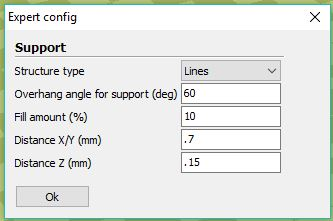 Expert config
Support
Structure type Lines
Overhang angle for support (deg) 60
Fill amount (%) 10
Distance X/Y (mm) .7
Distance Z (mm) .15
Ok